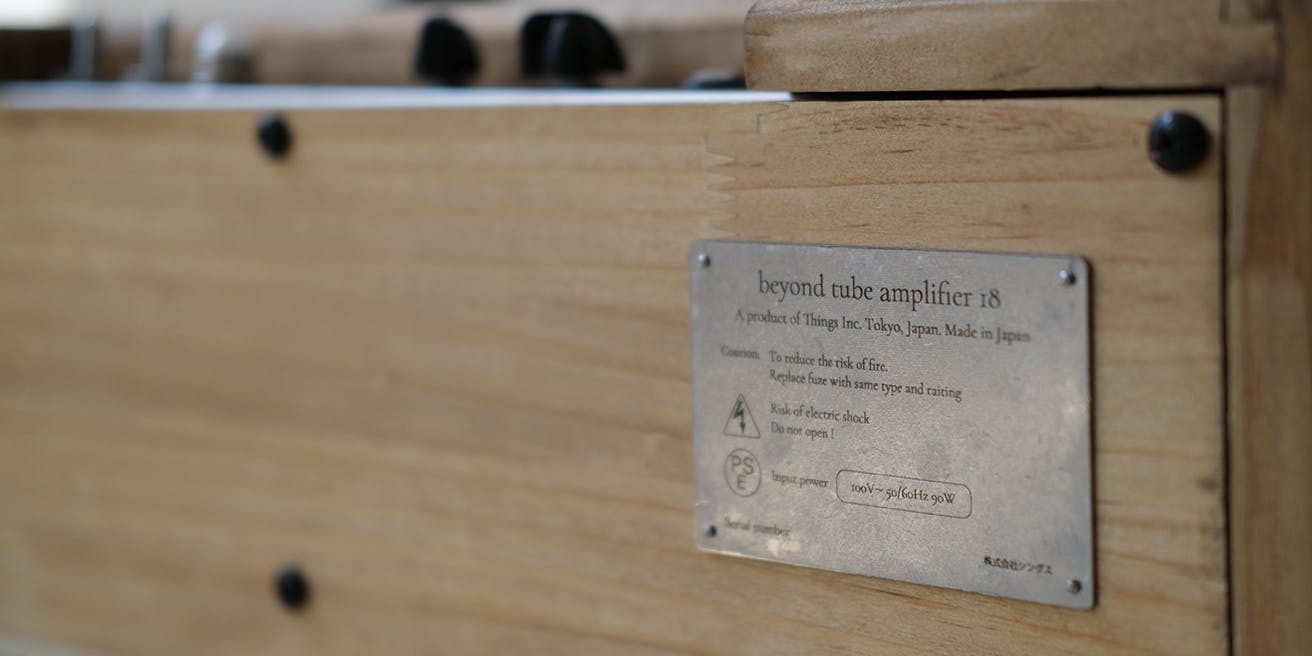 beyond tube amplifier 18
A product of Things Inc. Tokyo, Japan. Made in Japan
Courion: To reduce the risk of fire.
Replace fuze with same type and raiting
Risk of electric shock
Do not open !
PS
E
Input power 100V~ 50/60Hz 90W
Serial number
株式会社シングス